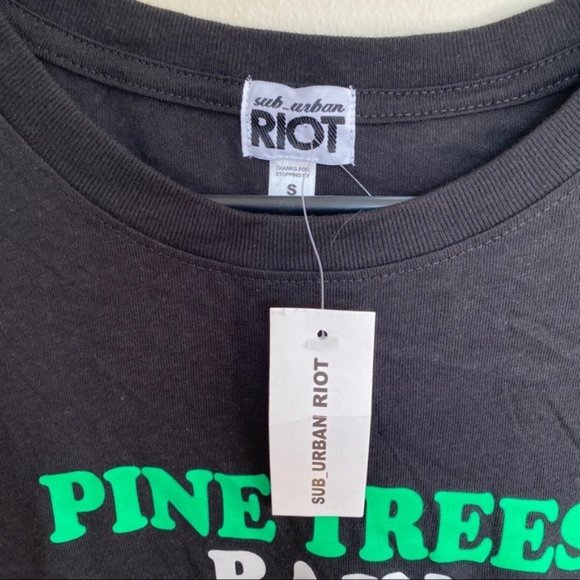 sub_urban
RIOT
THANKS FOR
STOPPING BY
S
SUB_URBAN RIOT
PINE TREES